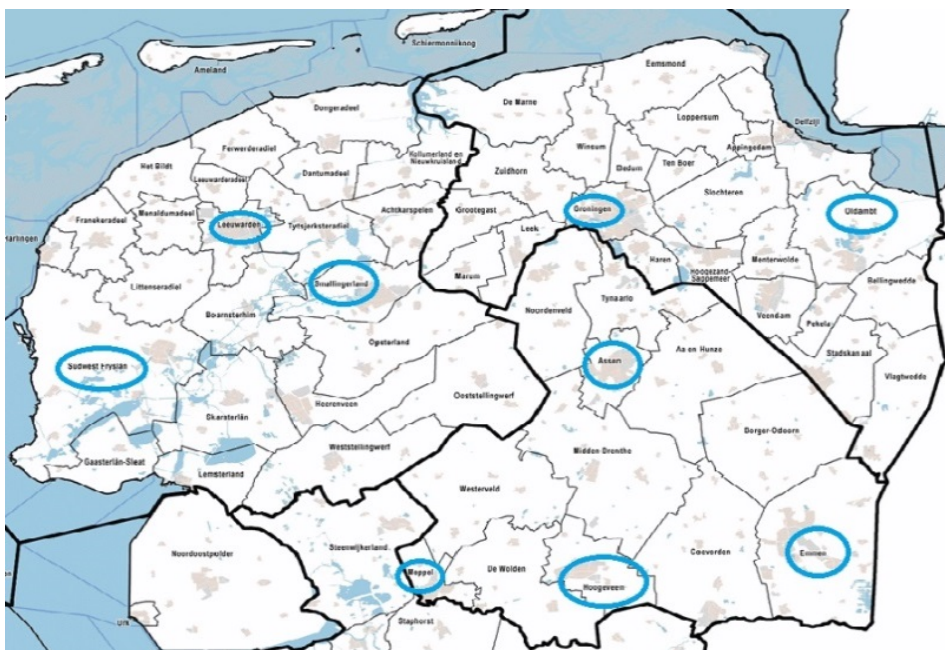 Schiermonnikoog
Ameland
Eemsmond
Dongeradeel
De Marne
Loppersum
Delfzijl
Ferwerderadiel
Kollumerland en
Nieuwkruisland
Winsum
Appingedam
Het Bildt
Bedum
Ten Boer
Leeuwarderadeel
Dantumadeel
Zuidhorn
Slochteren
Franekeradeel
Menaldumadeel
Leeuwarden
Tytsjerksteradiel
Achtkarspelen
Grootegast
Groningen
Oldambt
Harlingen
Leek
Haren
Menterwolde
Marum
Hoogezand-
Sappemeer
Bellingwedde
Littenseradiel
Smallingerland
Boarnsterhim
Noordenveld
Tynaarlo
Veendam
Pekela
Opsterland
Aa en Hunze
Stadskanaal
Súdwest Fryslân
Assen
Vlagtwedde
Ooststellingwerf
Heerenveen
Skarsterlân
Borger-Odoorn
Weststellingwerf
Midden-Drenthe
Gaasterlân-Sleat
Lemsterland
Westerveld
Noordoostpolder
Steenwijkerland
Coevorden
Emmen
De Wolden
Meppel
Hoogeveen
Urk
Staphorst